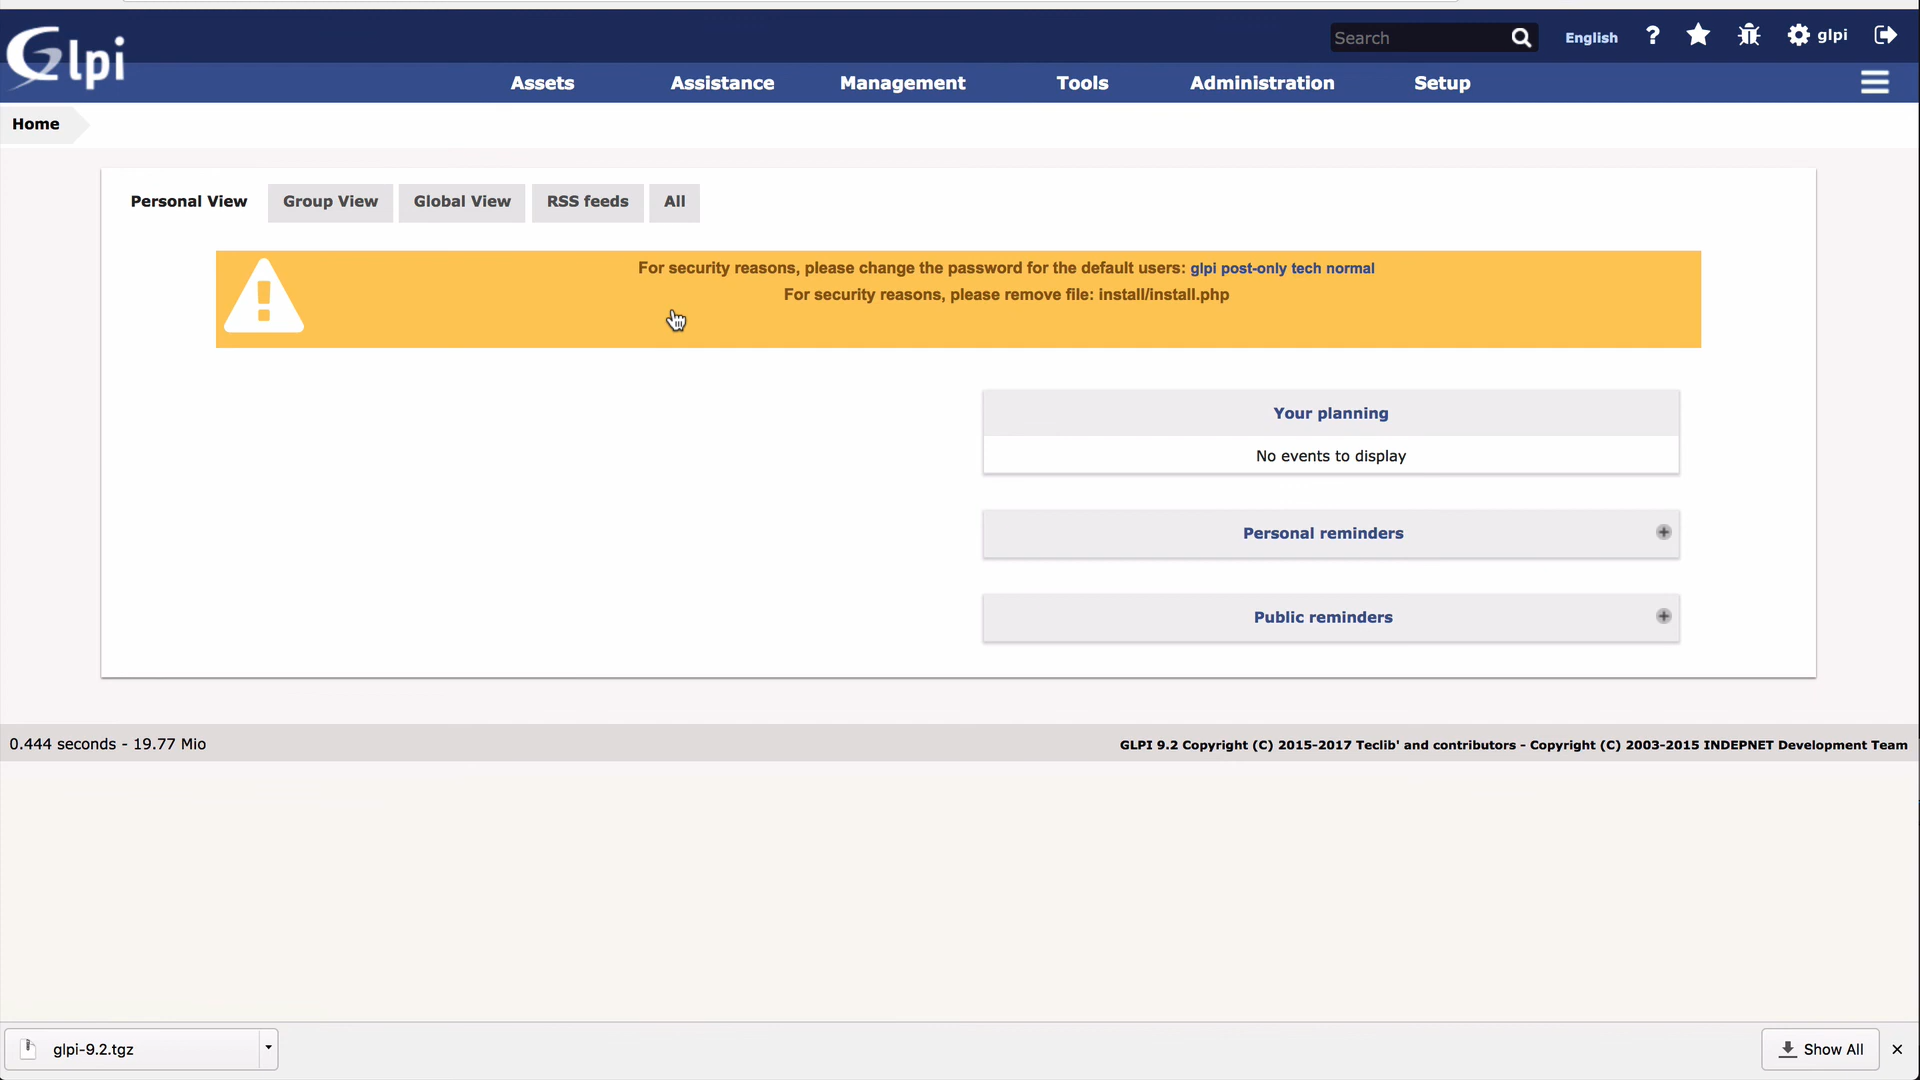 Glpi
Search
English ? glpi
Assets Assistance Management Tools Administration Setup
Home
Personal View Group View Global View RSS feeds All
For security reasons, please change the password for the default users: glpi post-only tech normal
For security reasons, please remove file: install/install.php
Your planning
No events to display
Personal reminders
Public reminders
0.444 seconds - 19.77 Mio
GLPI 9.2 Copyright (C) 2015-2017 Teclib' and contributors - Copyright (C) 2003-2015 INDEPNET Development Team
glpi-9.2.tgz
Show All